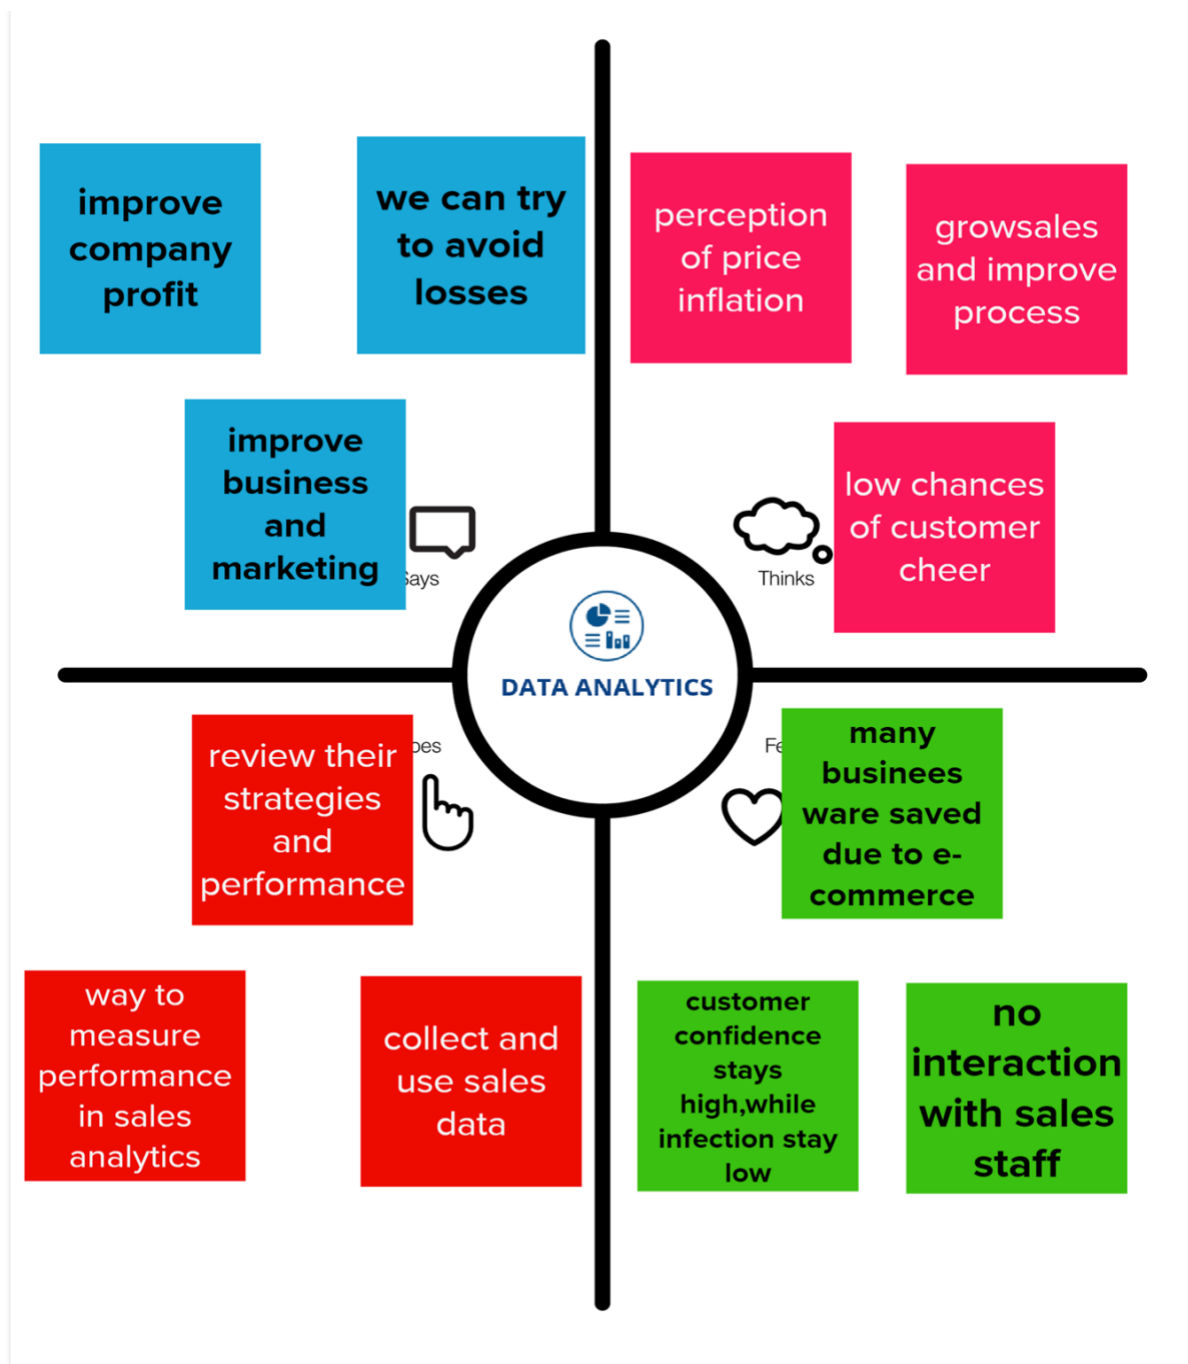 improve
company
profit
we can try
to avoid
losses
improve
business
and
marketing
Says
perception
of price
inflation
growsales
and improve
process
low chances
of customer
cheer
Thinks
DATA ANALYTICS
review their
strategies
and
performance
way to
measure
performance
in sales
analytics
collect and
use sales
data
many
businees
ware saved
due to e-
commerce
customer
confidence
stays
high,while
infection stay
low
no
interaction
with sales
staff